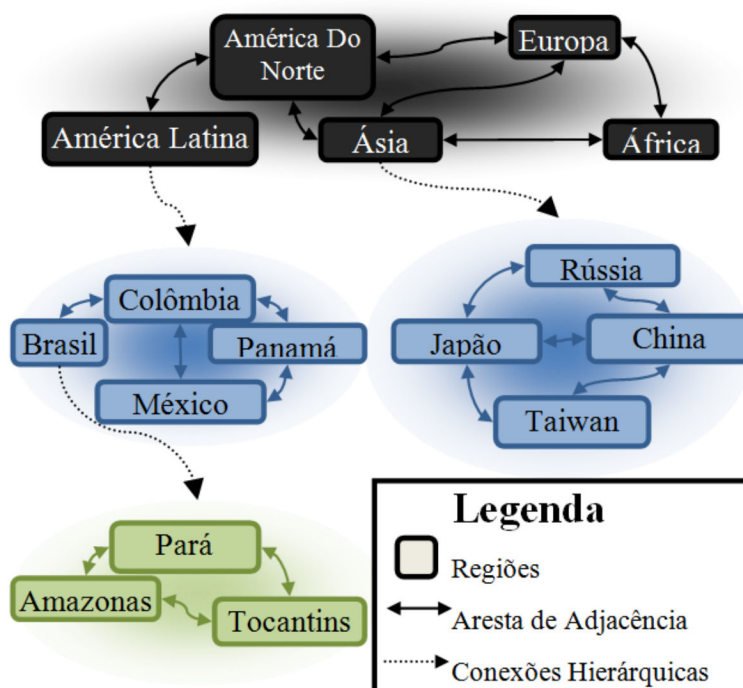 América Do
Norte
Europa
América Latina
Ásia
África
Colômbia
Brasil
Panamá
México
Rússia
Japão
China
Taiwan
Pará
Amazonas
Tocantins
Legenda
Regiões
Aresta de Adjacência
Conexões Hierárquicas